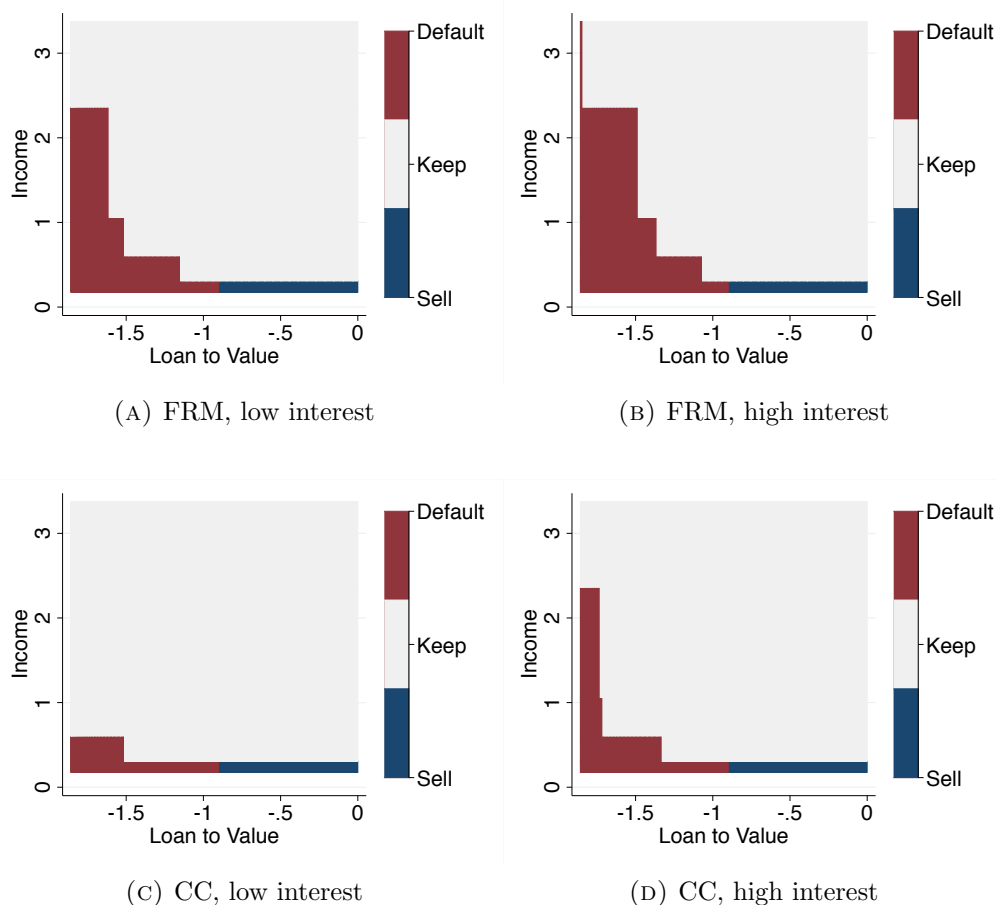 Income
3
2
1
0
Default
Keep
Sell
-1.5 -1 -.5 0
Loan to Value
(A) FRM, low interest
Income
3
2
1
0
Default
Keep
Sell
-1.5 -1 -.5 0
Loan to Value
(B) FRM, high interest
Income
3
2
1
0
Default
Keep
Sell
-1.5 -1 -.5 0
Loan to Value
(C) CC, low interest
Income
3
2
1
0
Default
Keep
Sell
-1.5 -1 -.5 0
Loan to Value
(D) CC, high interest